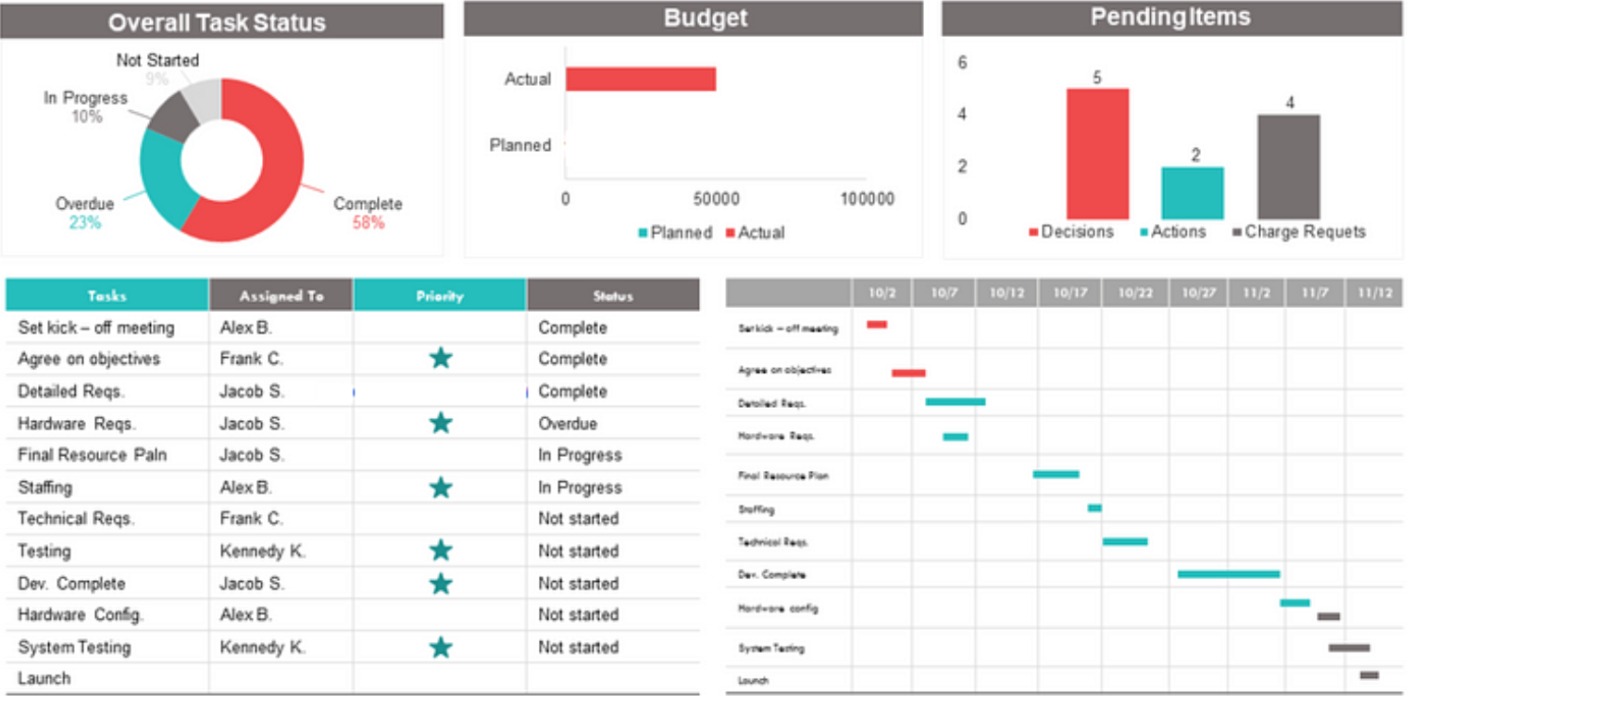 Overall Task Status
Not Started
9%
In Progress
10%
Overdue
23%
Complete
58%
Budget
Actual
Planned
0 50000 100000
Planned Actual
Pending Items
6
4
2
0
5
2
4
Decisions Actions Charge Requets
Tasks Assigned To Priority Status
Set kick – off meeting Alex B. Complete
Agree on objectives Frank C. Complete
Detailed Reqs. Jacob S. Complete
Hardware Reqs. Jacob S. Overdue
Final Resource Paln Jacob S. In Progress
Staffing Alex B. In Progress
Technical Reqs. Frank C. Not started
Testing Kennedy K. Not started
Dev. Complete Jacob S. Not started
Hardware Config. Alex B. Not started
System Testing Kennedy K. Not started
Launch
10/2 10/7 10/12 10/17 10/22 10/27 11/2 11/7 11/12
Set kick – off meeting
Agree on objectives
Detailed Reqs.
Hardware Reqs.
Final Resource Plan
Staffing
Technical Reqs.
Dev. Complete
Hardware config
System Testing
Launch